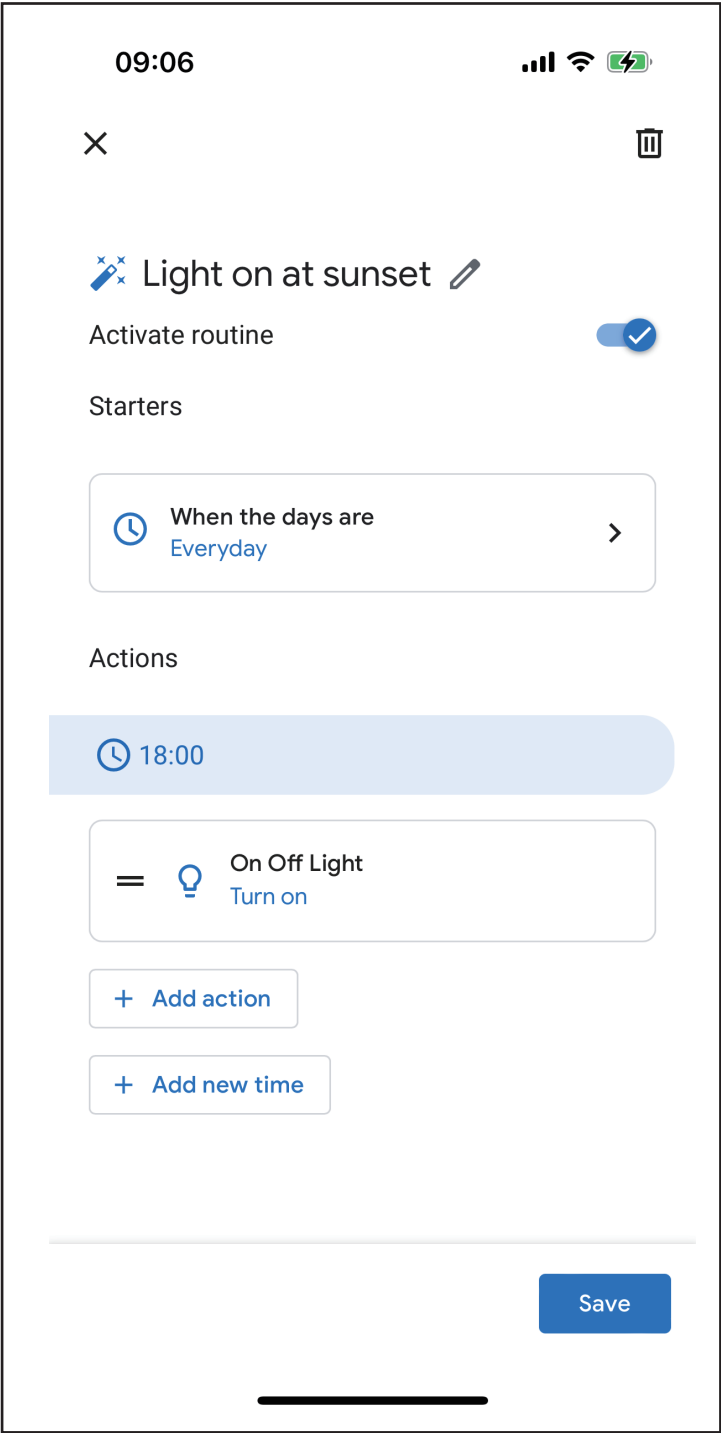 09:06
Light on at sunset
Activate routine
Starters
When the days are
Everyday
Actions
18:00
On Off Light
Turn on
+ Add action
+ Add new time
Save